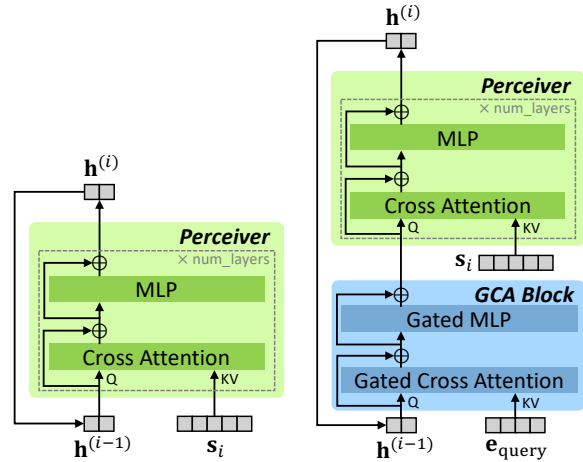 h^(i)
Perceiver
× num_layers
MLP
Cross Attention
Q
KV
h^(i−1)
s_i
h^(i)
Perceiver
× num_layers
MLP
Cross Attention
Q
KV
s_i
GCA Block
Gated MLP
Gated Cross Attention
Q
KV
h^(i−1)
e_query